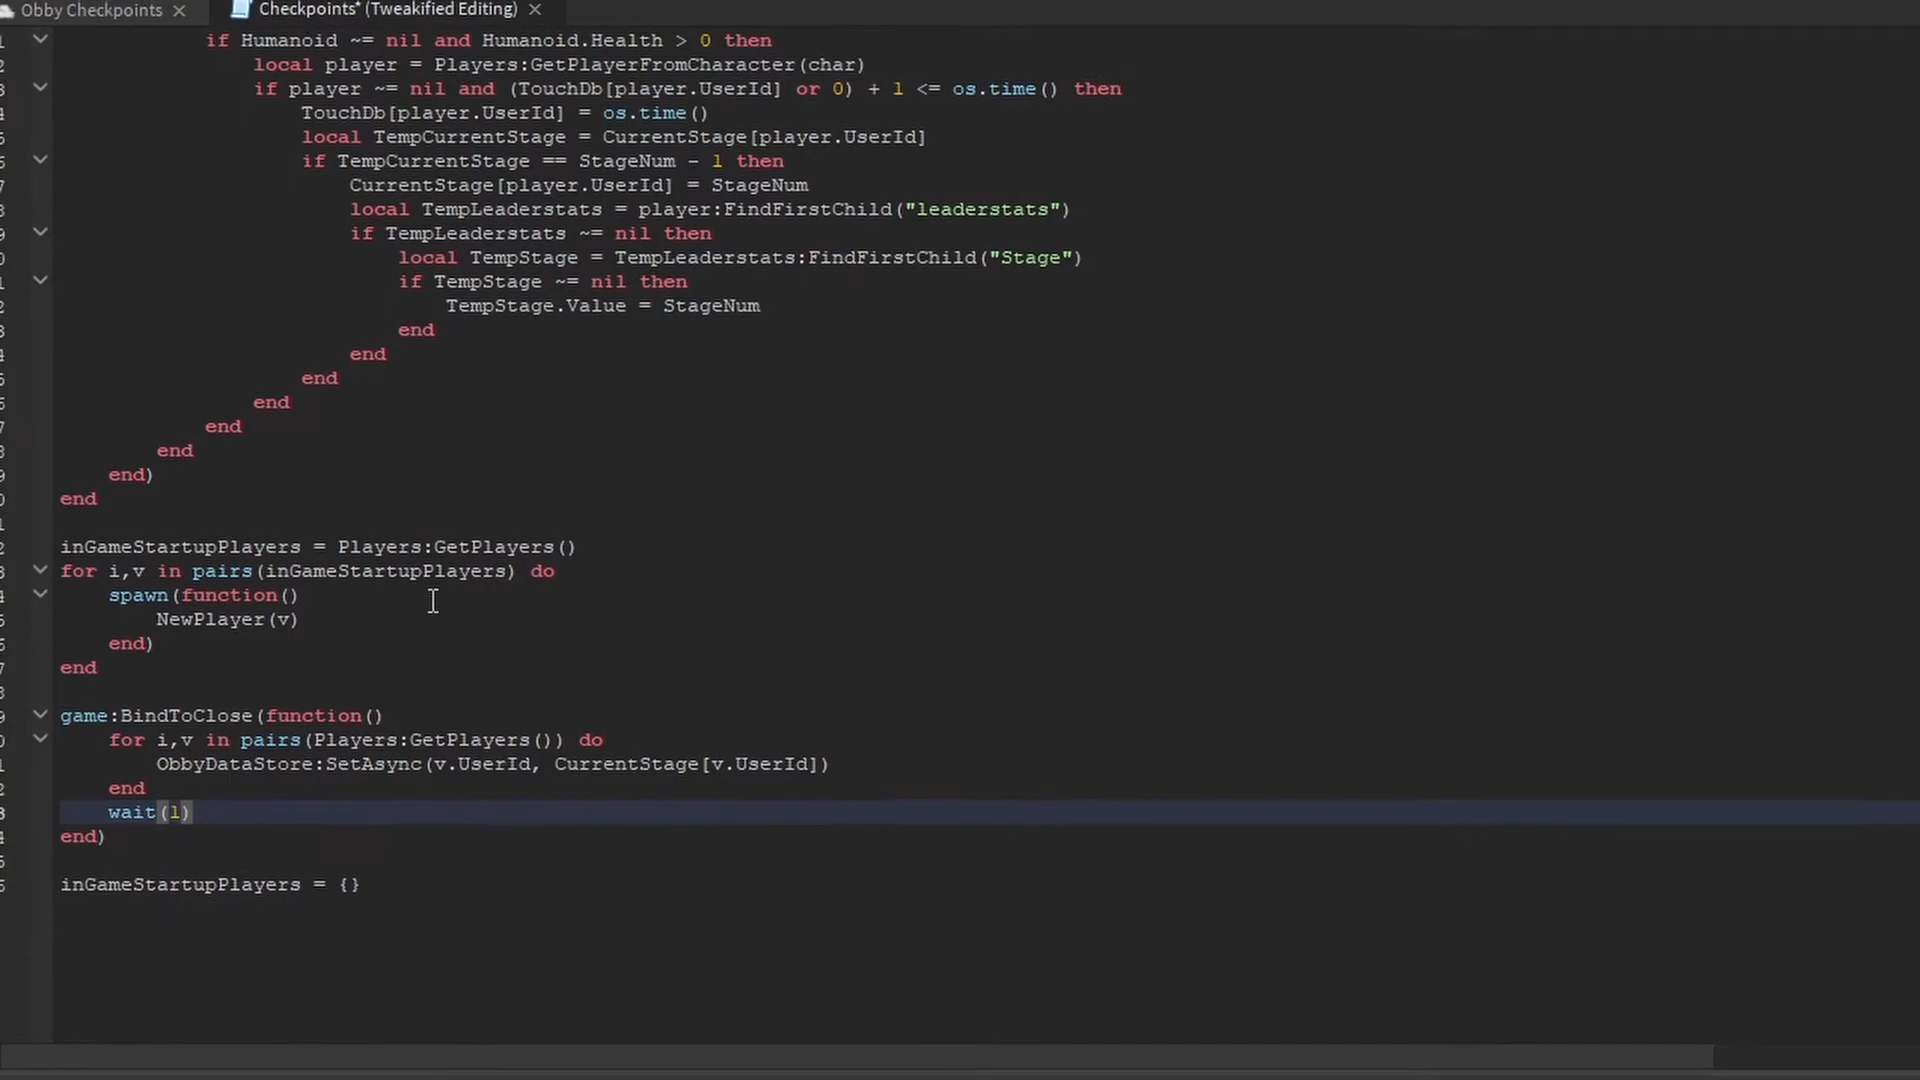 Obby Checkpoints × Checkpoints* (Tweakified Editing) ×
if Humanoid ~= nil and Humanoid.Health > 0 then
local player = Players:GetPlayerFromCharacter(char)
if player ~= nil and (TouchDb[player.UserId] or 0) + 1 <= os.time() then
TouchDb[player.UserId] = os.time()
local TempCurrentStage = CurrentStage[player.UserId]
if TempCurrentStage == StageNum - 1 then
CurrentStage[player.UserId] = StageNum
local TempLeaderstats = player:FindFirstChild("leaderstats")
if TempLeaderstats ~= nil then
local TempStage = TempLeaderstats:FindFirstChild("Stage")
if TempStage ~= nil then
TempStage.Value = StageNum
end
end
end
end
end
end
end)
end
inGameStartupPlayers = Players:GetPlayers()
for i,v in pairs(inGameStartupPlayers) do
spawn(function()
NewPlayer(v)
end)
end
game:BindToClose(function()
for i,v in pairs(Players:GetPlayers()) do
ObbyDataStore:SetAsync(v.UserId, CurrentStage[v.UserId])
end
wait(1)
end)
inGameStartupPlayers = {}